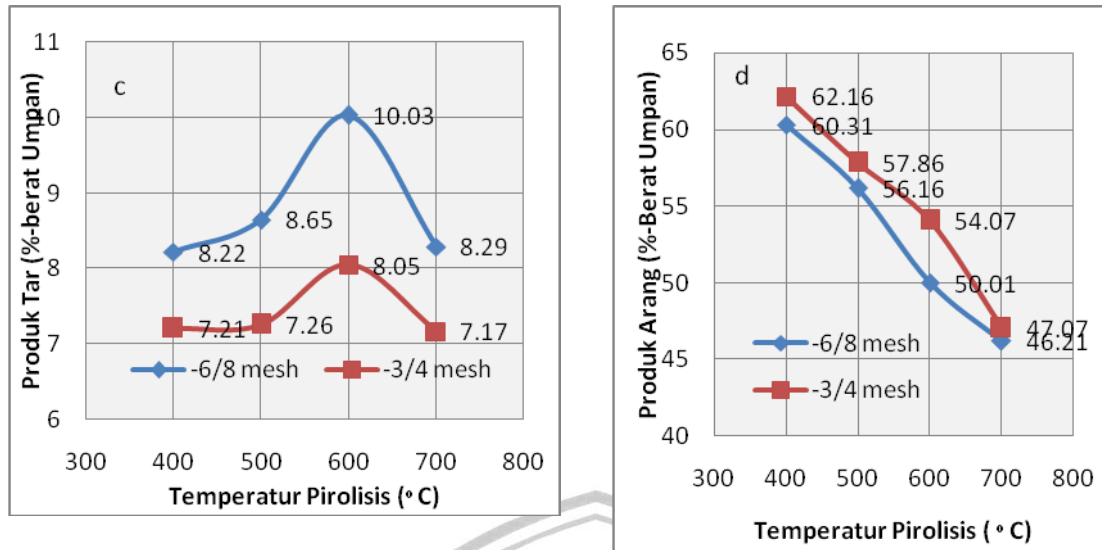 c
Produk Tar (%-berat Umpan)
11
10
9
8
7
6
10.03
8.65
8.22
8.29
8.05
7.21
7.26
7.17
-6/8 mesh
-3/4 mesh
300 400 500 600 700 800
Temperatur Pirolisis (° C)
d
Produk Arang (%-Berat Umpan)
65
60
55
50
45
40
62.16
60.31
57.86
56.16
54.07
50.01
47.07
46.21
-6/8 mesh
-3/4 mesh
300 400 500 600 700 800
Temperatur Pirolisis ( ° C)